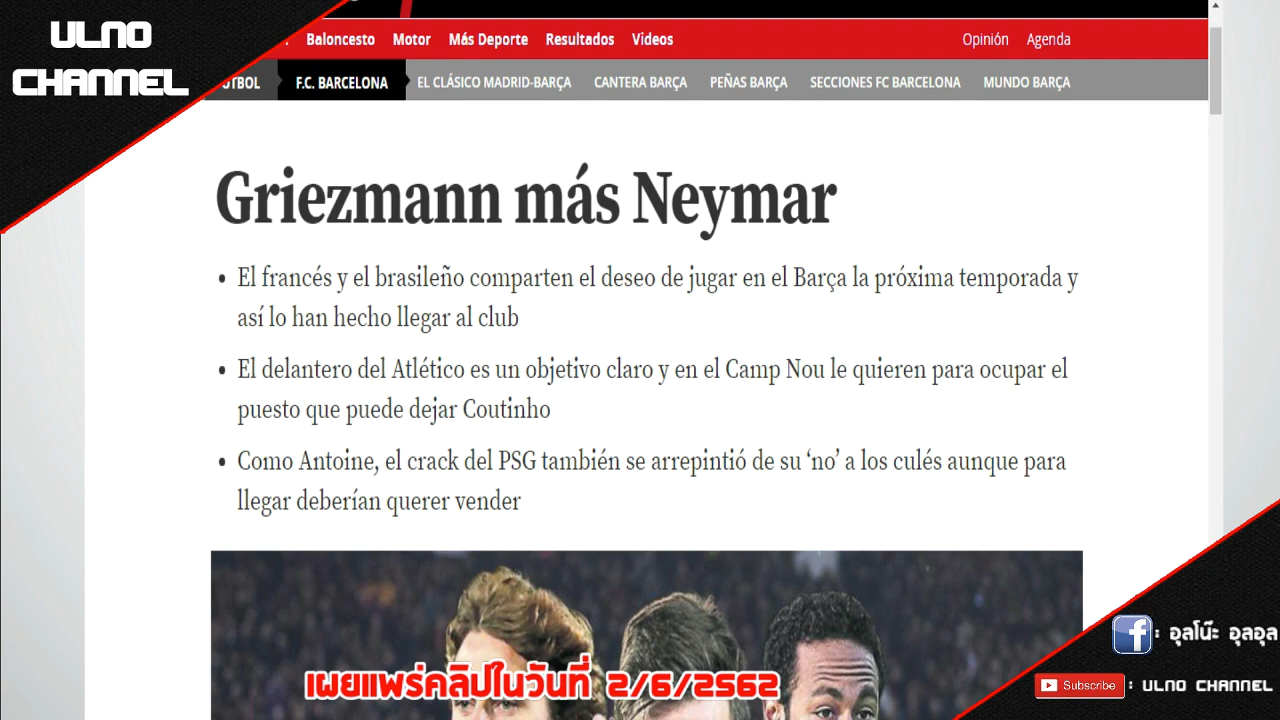 ULNO
CHANNEL
Baloncesto Motor Más Deporte Resultados Videos Opinión Agenda
F.C. BARCELONA EL CLÁSICO MADRID-BARÇA CANTERA BARÇA PEÑAS BARÇA SECCIONES FC BARCELONA MUNDO BARÇA
Griezmann más Neymar
• El francés y el brasileño comparten el deseo de jugar en el Barça la próxima temporada y
así lo han hecho llegar al club
• El delantero del Atlético es un objetivo claro y en el Camp Nou le quieren para ocupar el
puesto que puede dejar Coutinho
• Como Antoine, el crack del PSG también se arrepintió de su ‘no’ a los culés aunque para
llegar deberían querer vender
เผยแพร่คลิปในวันที่ 2/6/2562
f : อุลโน๊ะ อุลอุล
Subscribe : ULNO CHANNEL